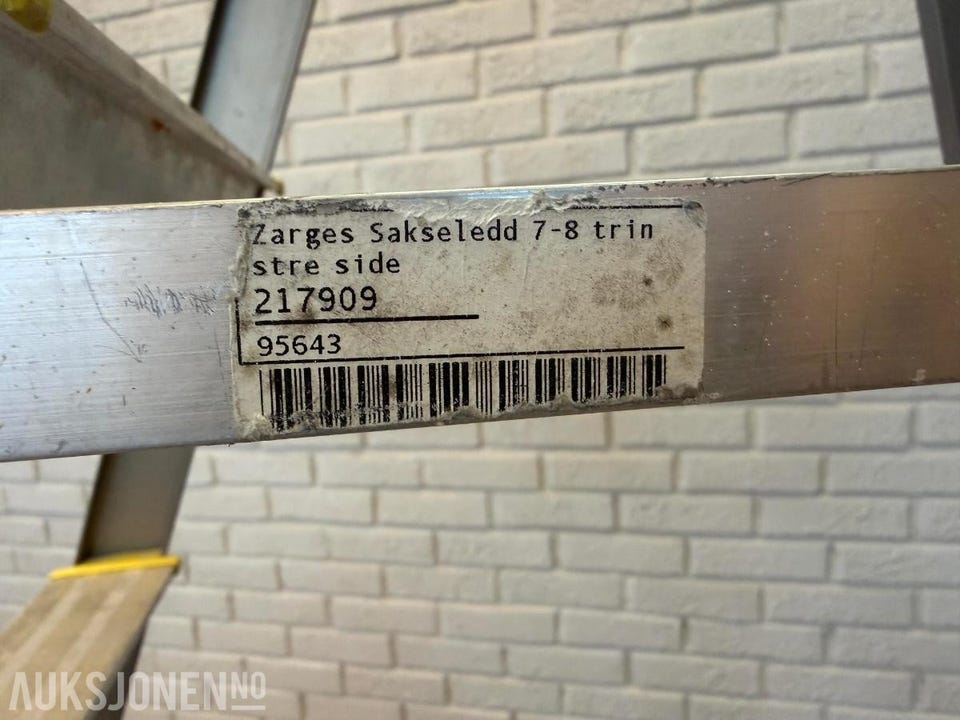 Zarges Sakseledd 7-8 trin
stre side
217909
95643
AUKSJONEN NO